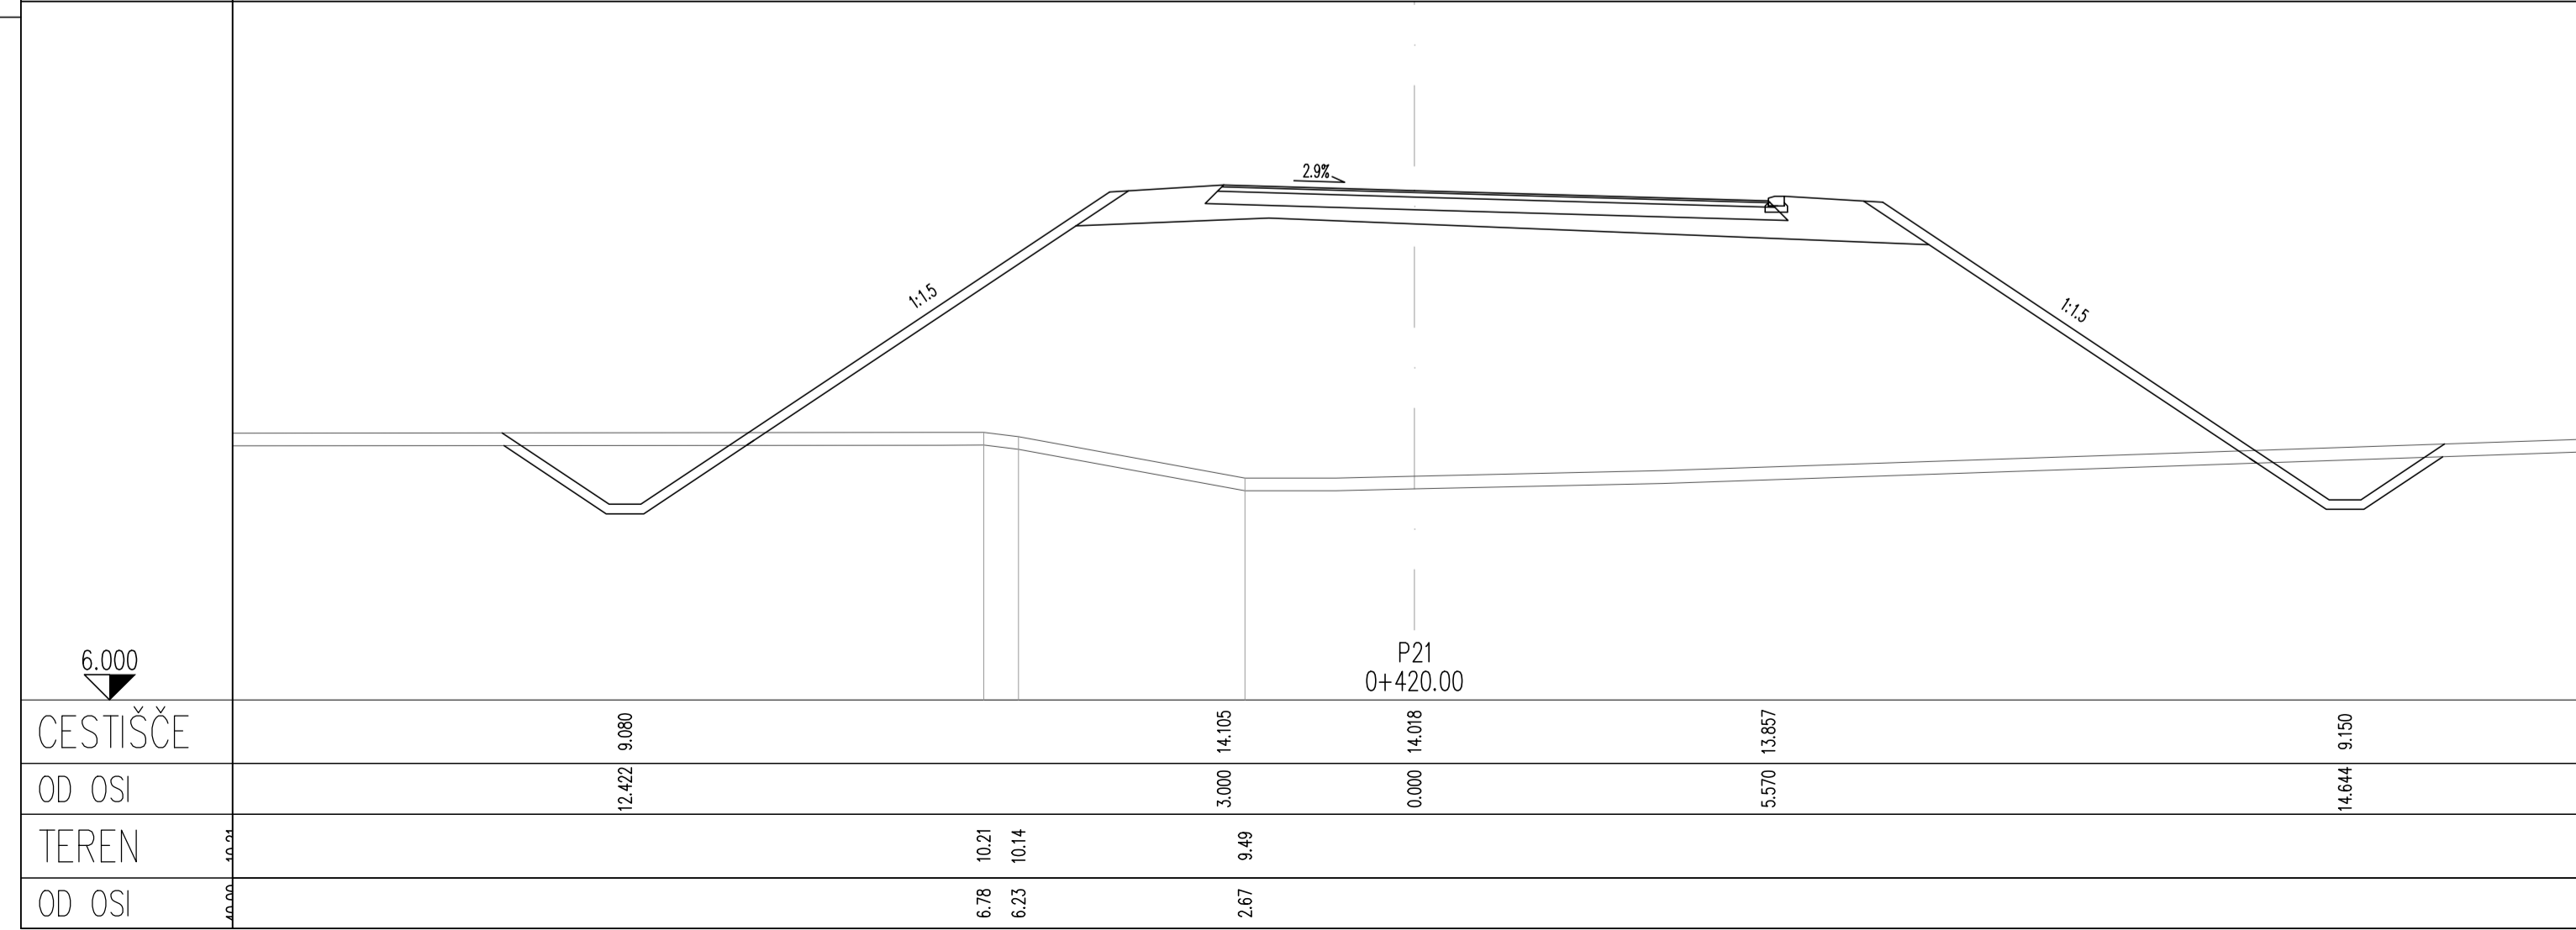 2.9%
1:1.5
1:1.5
6.000
P21
0+420.00
CESTIŠČE 9.080 14.105 14.018 13.857 9.150
OD OSI 12.422 3.000 0.000 5.570 14.644
TEREN 10.21 10.21 10.14 9.49
OD OSI 6.78 6.23 2.67